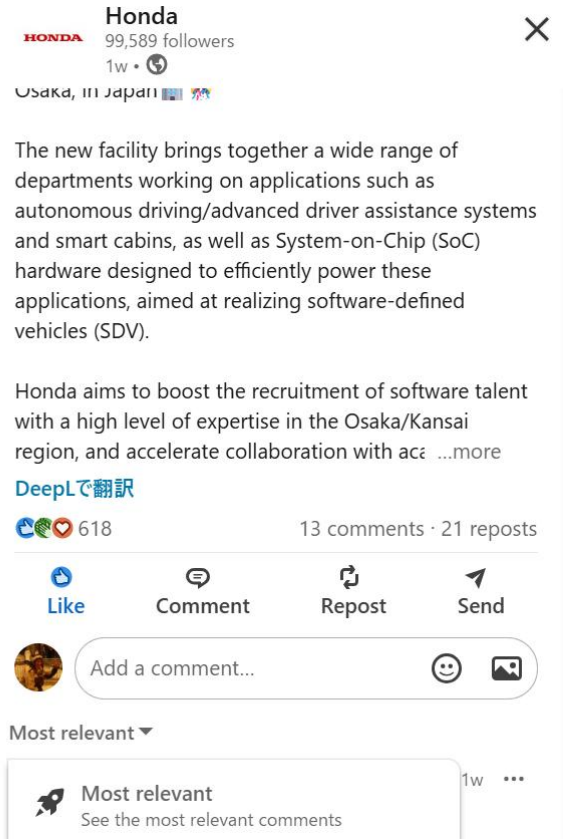 Honda
HONDA
99,589 followers
1w •
Osaka, in Japan
The new facility brings together a wide range of
departments working on applications such as
autonomous driving/advanced driver assistance systems
and smart cabins, as well as System-on-Chip (SoC)
hardware designed to efficiently power these
applications, aimed at realizing software-defined
vehicles (SDV).
Honda aims to boost the recruitment of software talent
with a high level of expertise in the Osaka/Kansai
region, and accelerate collaboration with aca ...more
DeepLで翻訳
618
13 comments · 21 reposts
Like
Comment
Repost
Send
Add a comment...
Most relevant
1w
Most relevant
See the most relevant comments